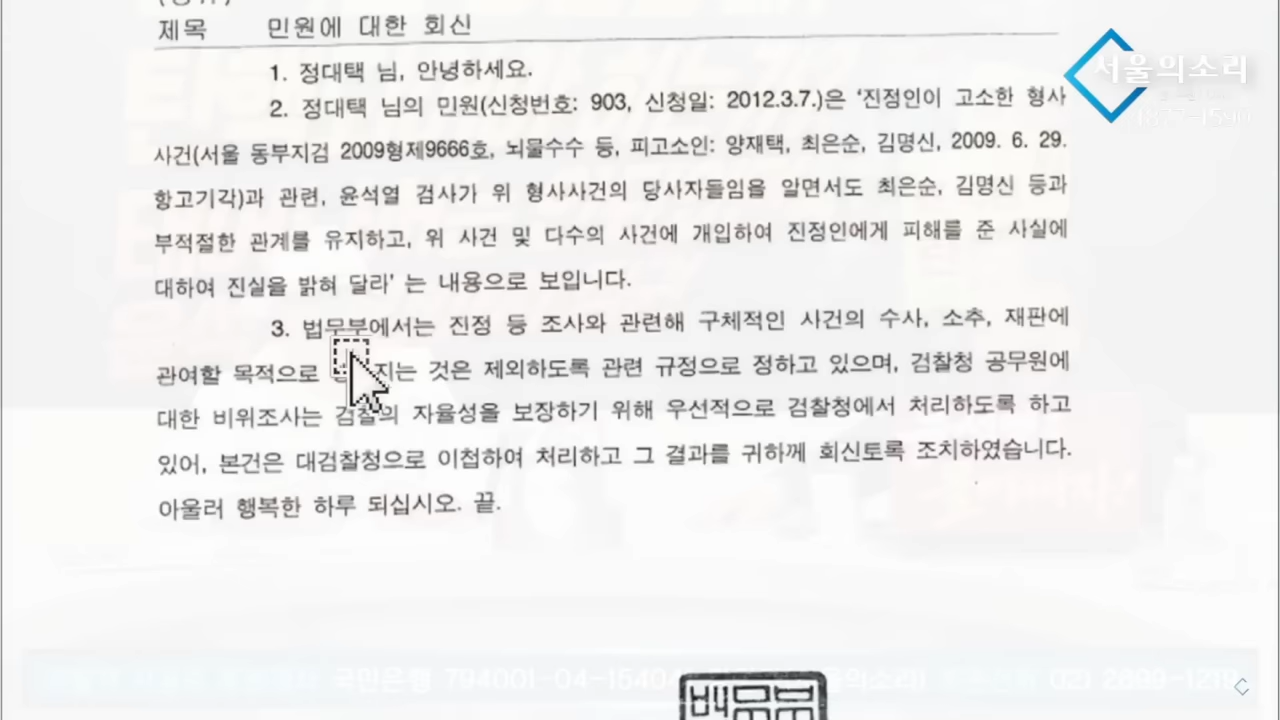 제목 민원에 대한 회신
1. 정대택 님, 안녕하세요.
2. 정대택 님의 민원(신청번호: 903, 신청일: 2012.3.7.)은 '진정인이 고소한 형사
사건(서울 동부지검 2009형제9666호, 뇌물수수 등, 피고소인: 양재택, 최은순, 김명신, 2009. 6. 29.
항고기각)과 관련, 윤석열 검사가 위 형사사건의 당사자들임을 알면서도 최은순, 김명신 등과
부적절한 관계를 유지하고, 위 사건 및 다수의 사건에 개입하여 진정인에게 피해를 준 사실에
대하여 진실을 밝혀 달라' 는 내용으로 보입니다.
3. 법무부에서는 진정 등 조사와 관련해 구체적인 사건의 수사, 소추, 재판에
관여할 목적으로 지는 것은 제외하도록 관련 규정으로 정하고 있으며, 검찰청 공무원에
대한 비위조사는 검찰의 자율성을 보장하기 위해 우선적으로 검찰청에서 처리하도록 하고
있어, 본건은 대검찰청으로 이첩하여 처리하고 그 결과를 귀하께 회신토록 조치하였습니다.
아울러 행복한 하루 되십시오. 끝.
서울의소리
국민은행 794001-04-15404 서울의소리) 02) 2699-1219